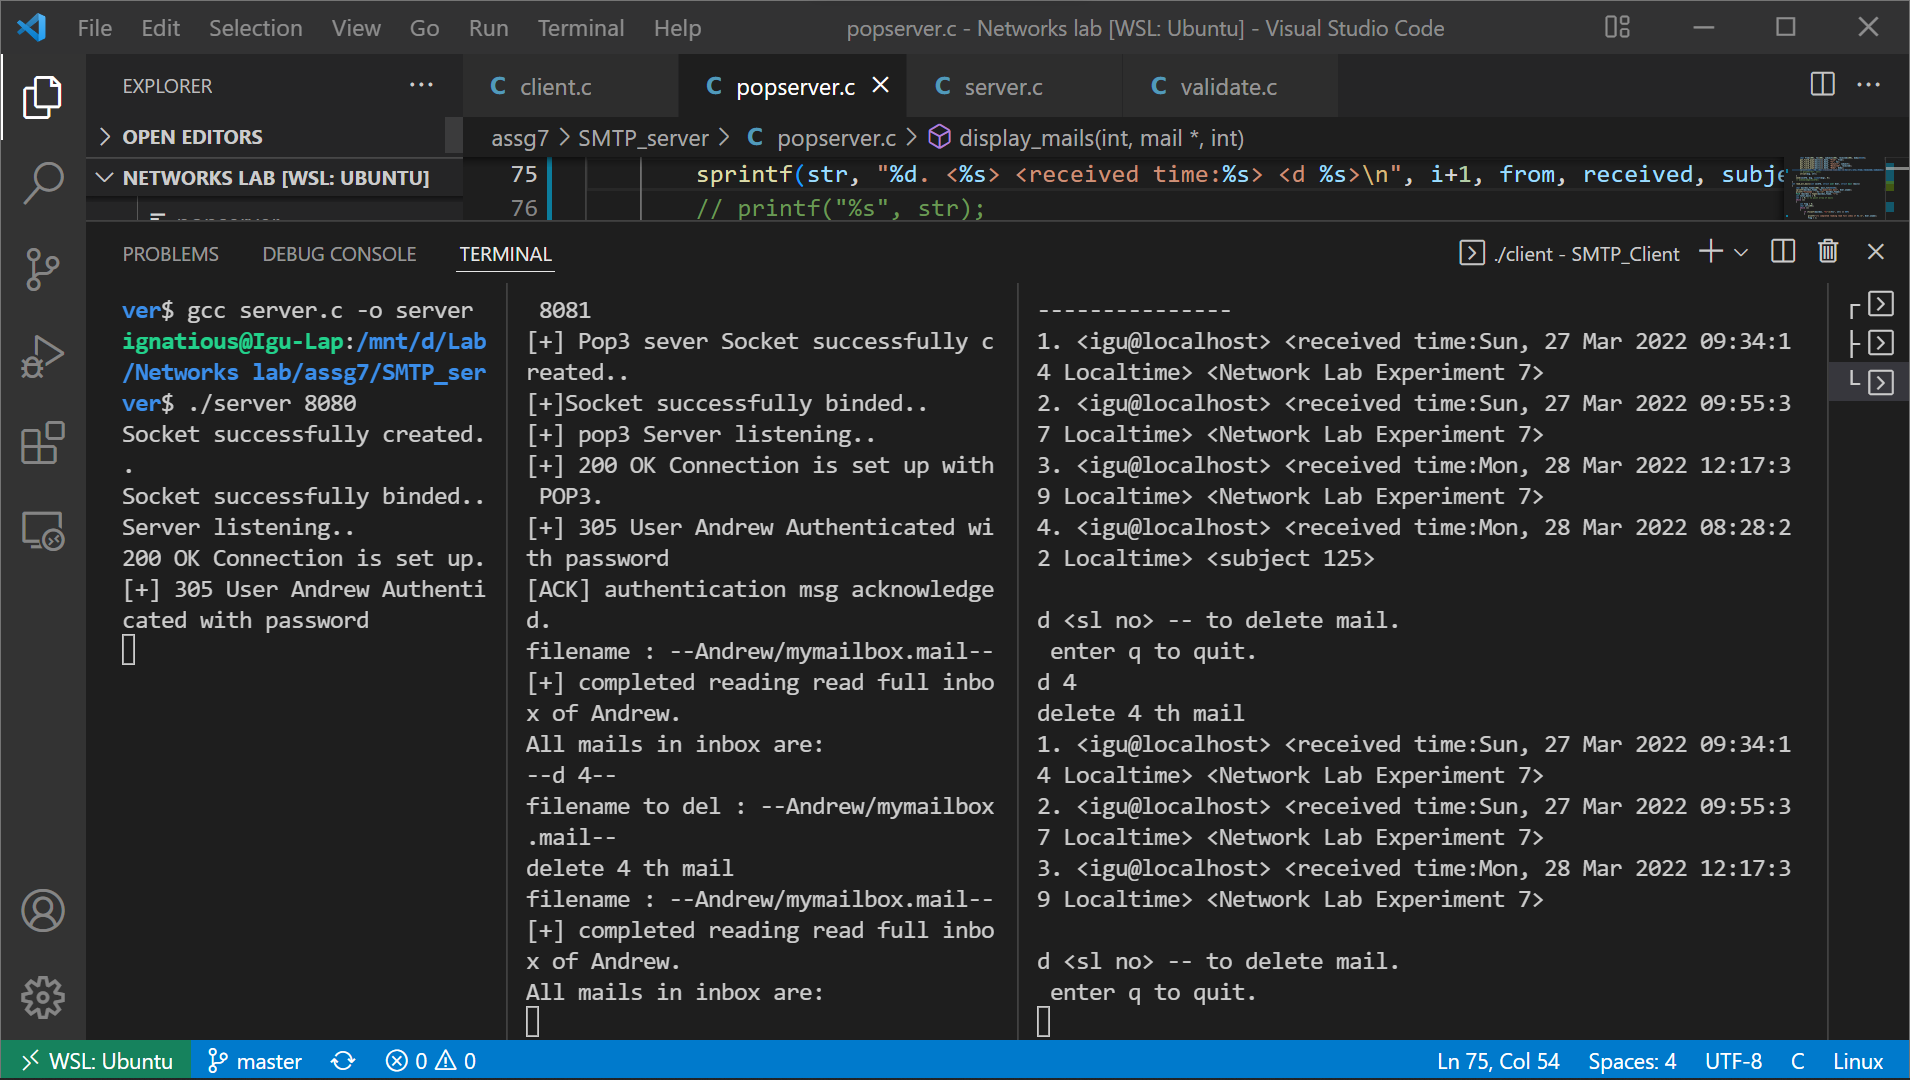 File Edit Selection View Go Run Terminal Help
popserver.c - Networks lab [WSL: Ubuntu] - Visual Studio Code
EXPLORER
OPEN EDITORS
NETWORKS LAB [WSL: UBUNTU]
C client.c
C popserver.c
C server.c
C validate.c
assg7 > SMTP_server > C popserver.c > display_mails(int, mail *, int)
75 sprintf(str, "%d. <%s> <received time:%s> <d %s>\n", i+1, from, received, subje
76 // printf("%s", str);
PROBLEMS DEBUG CONSOLE TERMINAL
./client - SMTP_Client
ver$ gcc server.c -o server
ignatious@Igu-Lap:/mnt/d/Lab
/Networks lab/assg7/SMTP_ser
ver$ ./server 8080
Socket successfully created.
.
Socket successfully binded..
Server listening..
200 OK Connection is set up.
[+] 305 User Andrew Authenti
cated with password
8081
[+] Pop3 sever Socket successfully c
reated..
[+]Socket successfully binded..
[+] pop3 Server listening..
[+] 200 OK Connection is set up with
POP3.
[+] 305 User Andrew Authenticated wi
th password
[ACK] authentication msg acknowledge
d.
filename : --Andrew/mymailbox.mail--
[+] completed reading read full inbo
x of Andrew.
All mails in inbox are:
--d 4--
filename to del : --Andrew/mymailbox
.mail--
delete 4 th mail
filename : --Andrew/mymailbox.mail--
[+] completed reading read full inbo
x of Andrew.
All mails in inbox are:
---------------
1. <igu@localhost> <received time:Sun, 27 Mar 2022 09:34:1
4 Localtime> <Network Lab Experiment 7>
2. <igu@localhost> <received time:Sun, 27 Mar 2022 09:55:3
7 Localtime> <Network Lab Experiment 7>
3. <igu@localhost> <received time:Mon, 28 Mar 2022 12:17:3
9 Localtime> <Network Lab Experiment 7>
4. <igu@localhost> <received time:Mon, 28 Mar 2022 08:28:2
2 Localtime> <subject 125>
d <sl no> -- to delete mail.
enter q to quit.
d 4
delete 4 th mail
1. <igu@localhost> <received time:Sun, 27 Mar 2022 09:34:1
4 Localtime> <Network Lab Experiment 7>
2. <igu@localhost> <received time:Sun, 27 Mar 2022 09:55:3
7 Localtime> <Network Lab Experiment 7>
3. <igu@localhost> <received time:Mon, 28 Mar 2022 12:17:3
9 Localtime> <Network Lab Experiment 7>
d <sl no> -- to delete mail.
enter q to quit.
WSL: Ubuntu master 0 0
Ln 75, Col 54 Spaces: 4 UTF-8 C Linux